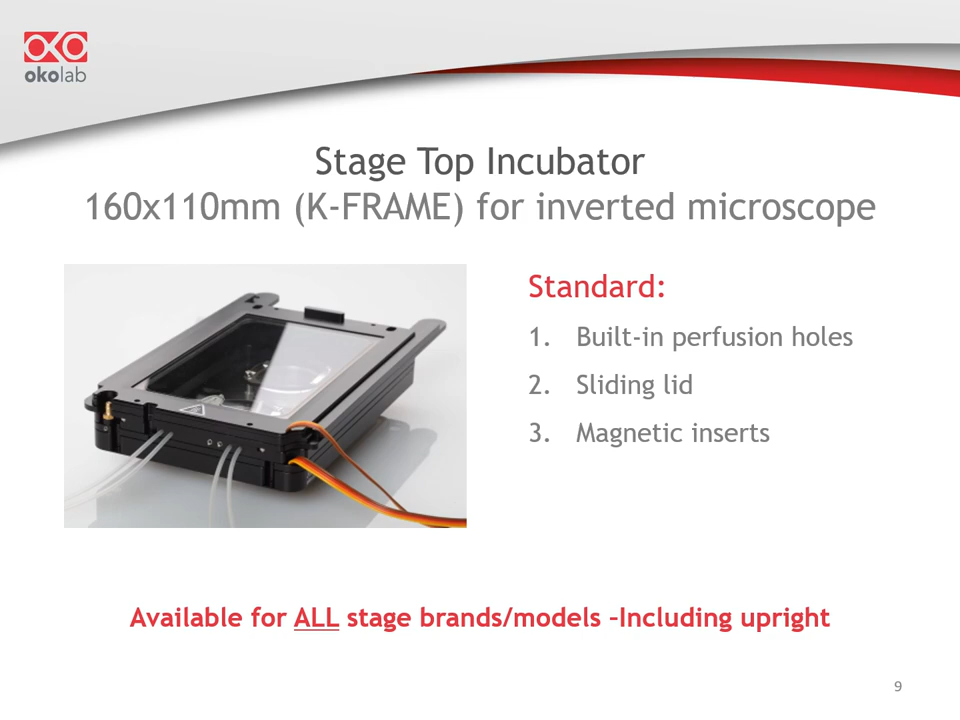 okolab
Stage Top Incubator
160x110mm (K-FRAME) for inverted microscope
Standard:
1. Built-in perfusion holes
2. Sliding lid
3. Magnetic inserts
Available for ALL stage brands/models –Including upright
9